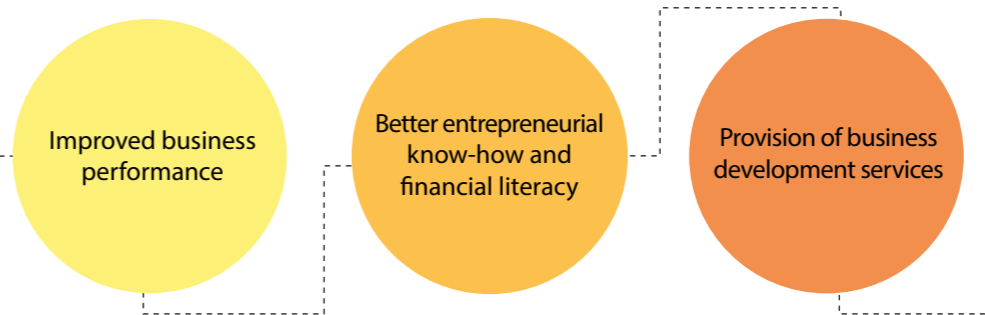 Improved business
performance
Better entrepreneurial
know-how and
financial literacy
Provision of business
development services